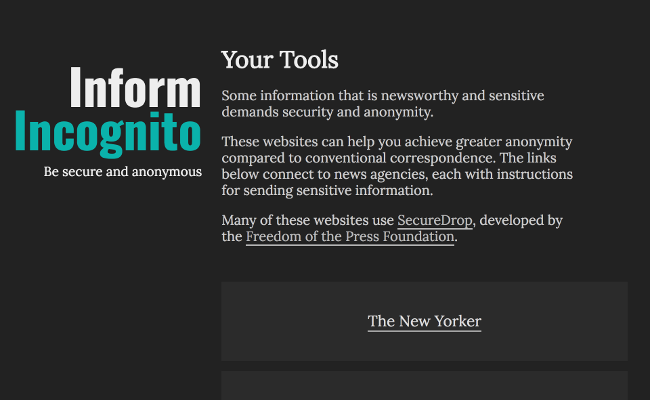 Inform
Incognito
Be secure and anonymous
Your Tools
Some information that is newsworthy and sensitive
demands security and anonymity.
These websites can help you achieve greater anonymity
compared to conventional correspondence. The links
below connect to news agencies, each with instructions
for sending sensitive information.
Many of these websites use SecureDrop, developed by
the Freedom of the Press Foundation.
The New Yorker